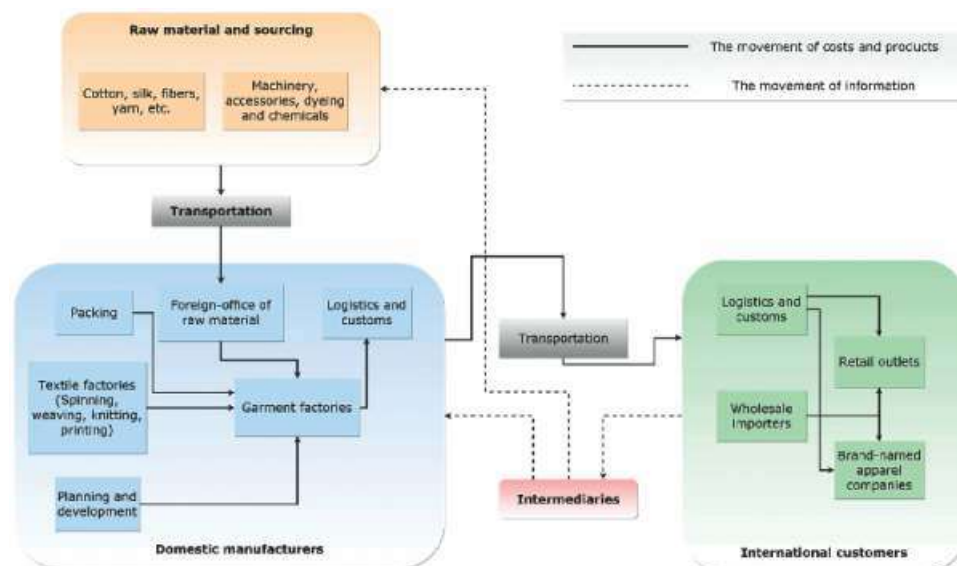 Raw material and sourcing
Cotton, silk, fibers,
yarn, etc.
Machinery,
accessories, dyeing
and chemicals
The movement of costs and products
The movement of information
Transportation
Packing
Foreign-office of
raw material
Logistics and
customs
Textile factories
(Spinning,
weaving, knitting,
printing)
Garment factories
Planning and
development
Domestic manufacturers
Transportation
Intermediaries
Logistics and
customs
Retail outlets
Wholesale
Importers
Brand-named
apparel
companies
International customers